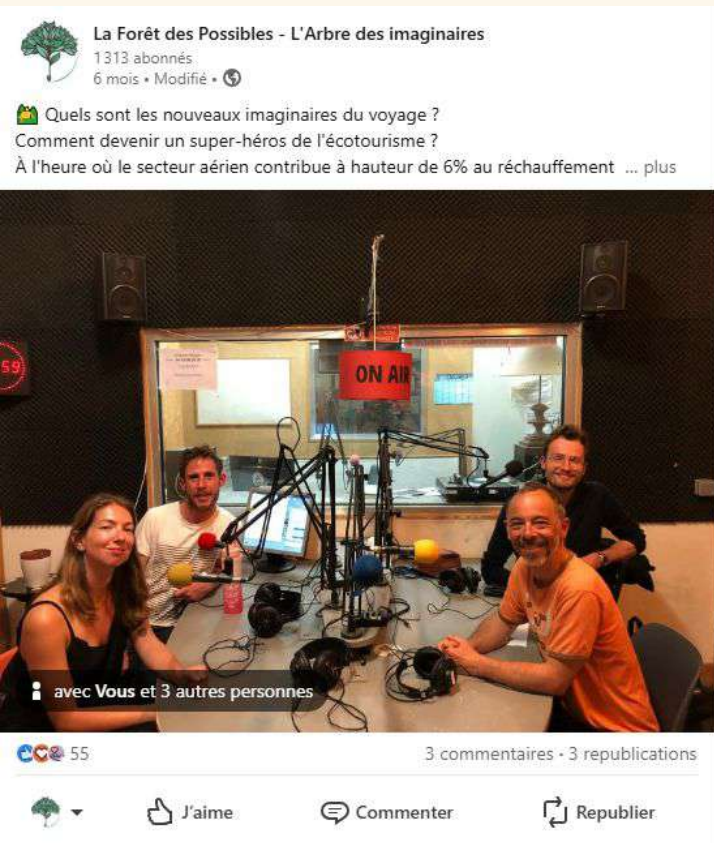 La Forêt des Possibles - L'Arbre des imaginaires
1 313 abonnés
6 mois • Modifié •
Quels sont les nouveaux imaginaires du voyage ?
Comment devenir un super-héros de l'écotourisme ?
À l'heure où le secteur aérien contribue à hauteur de 6% au réchauffement ... plus
59
ON AIR
avec Vous et 3 autres personnes
55
3 commentaires · 3 republications
J'aime
Commenter
Republier